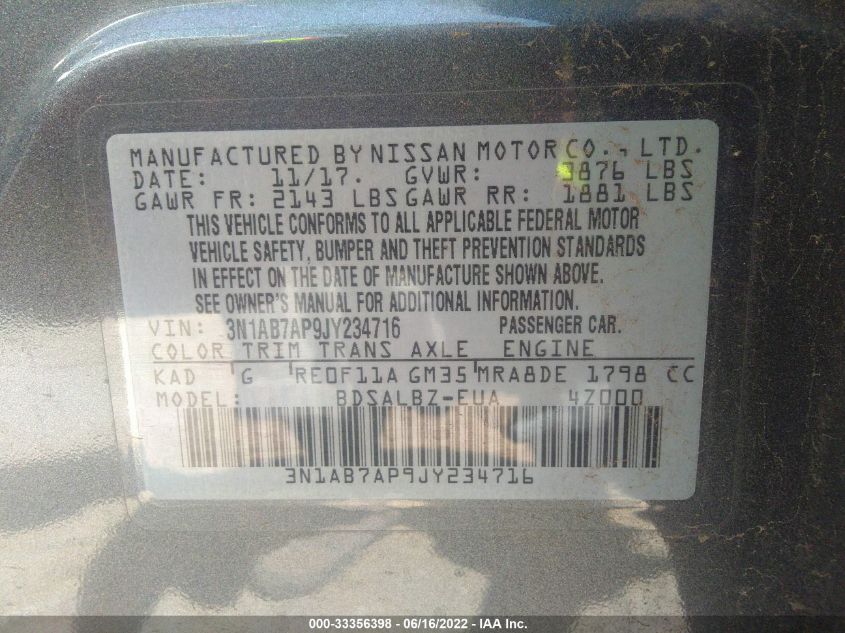 MANUFACTURED BY NISSAN MOTOR CO., LTD.
DATE: 11/17. GVWR: 3876 LBS
GAWR FR: 2143 LBS GAWR RR: 1881 LBS
THIS VEHICLE CONFORMS TO ALL APPLICABLE FEDERAL MOTOR
VEHICLE SAFETY, BUMPER AND THEFT PREVENTION STANDARDS
IN EFFECT ON THE DATE OF MANUFACTURE SHOWN ABOVE.
SEE OWNER'S MANUAL FOR ADDITIONAL INFORMATION.
VIN: 3N1AB7AP9JY234716 PASSENGER CAR.
COLOR TRIM TRANS AXLE ENGINE
KAD G RE0F11A GM35 MRA8DE 1798 CC
MODEL: BDSALBZ-EUA 4Z000
3N1AB7AP9JY234716
000-33356398 - 06/16/2022 - IAA Inc.